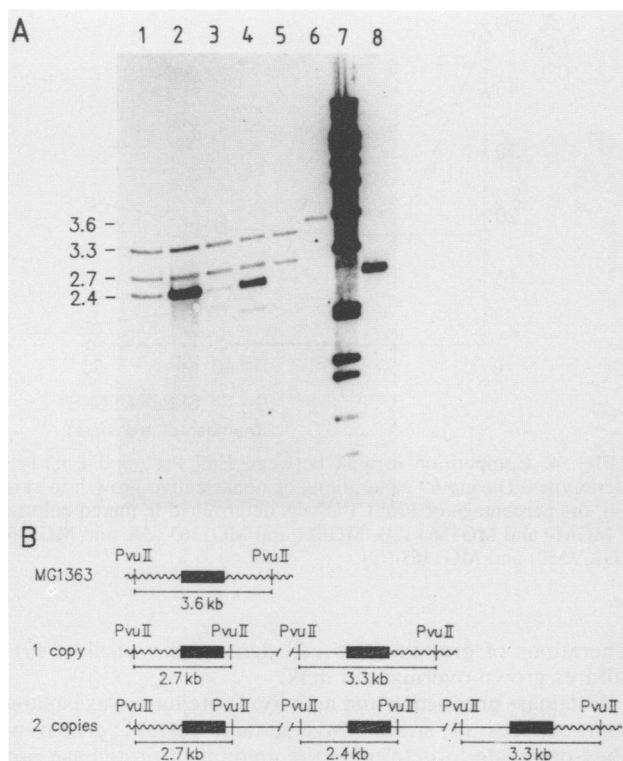 A
1 2 3 4 5 6 7 8
3.6 –
3.3 –
2.7 –
2.4 –
B
PvuII PvuII
MG1363
3.6 kb
PvuII PvuII PvuII PvuII
1 copy
2.7 kb 3.3 kb
PvuII PvuII PvuII PvuII PvuII PvuII
2 copies
2.7 kb 2.4 kb 3.3 kb